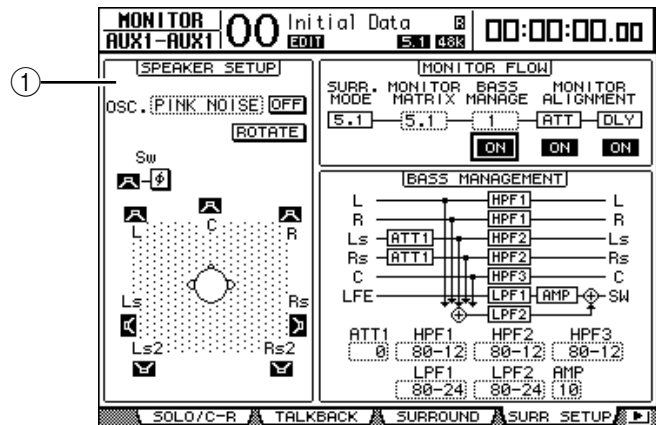 MONITOR
AUX1-AUX1
00
Initial Data
EDIT
5.1 48k
00:00:00.00
1
SPEAKER SETUP
OSC. PINK NOISE OFF
ROTATE
Sw
φ
L C R
Ls Rs
Ls2 Rs2
MONITOR FLOW
SURR. MODE
MONITOR MATRIX
BASS MANAGE
MONITOR ALIGNMENT
5.1 5.1 1 ATT DLY
ON ON ON
BASS MANAGEMENT
L HPF1 L
R HPF1 R
Ls ATT1 HPF2 Ls
Rs ATT1 HPF2 Rs
C HPF3 C
LFE LPF1 AMP SW
LPF2
ATT1 HPF1 HPF2 HPF3
0 80-12 80-12 80-12
LPF1 LPF2 AMP
80-24 80-24 10
SOLO/C-R TALKBACK SURROUND SURR SETUP